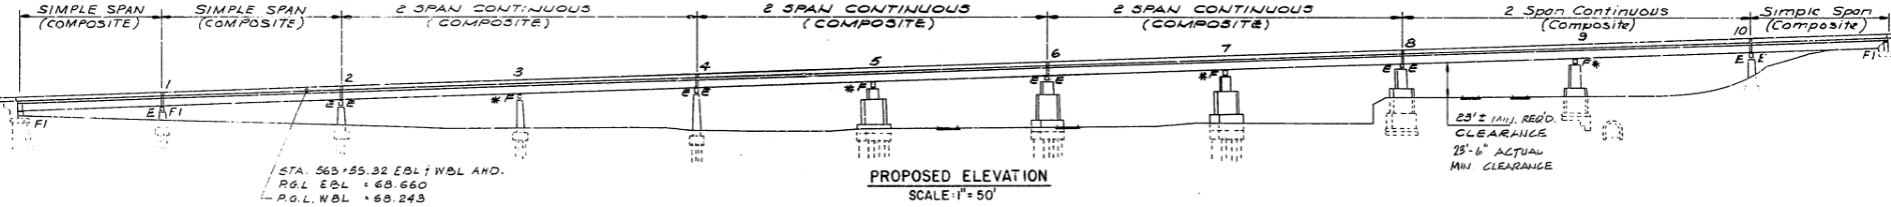 SIMPLE SPAN
(COMPOSITE)
SIMPLE SPAN
(COMPOSITE)
2 SPAN CONTINUOUS
(COMPOSITE)
2 SPAN CONTINUOUS
(COMPOSITE)
2 SPAN CONTINUOUS
(COMPOSITE)
2 Span Continuous
(Composite)
Simple Span
(Composite)
1
2
3
4
5
6
7
8
9
10
FI
E FI
E E
*F
E E
*F
E E
*F
E E
F*
E E
FI
23'± MIN. REQ'D.
CLEARANCE
23'-6" ACTUAL
MIN CLEARANCE
STA. 563+55.32 EBL & WBL AHD.
P.G.L. EBL = 68.660
P.G.L. WBL = 68.243
PROPOSED ELEVATION
SCALE: 1" = 50'